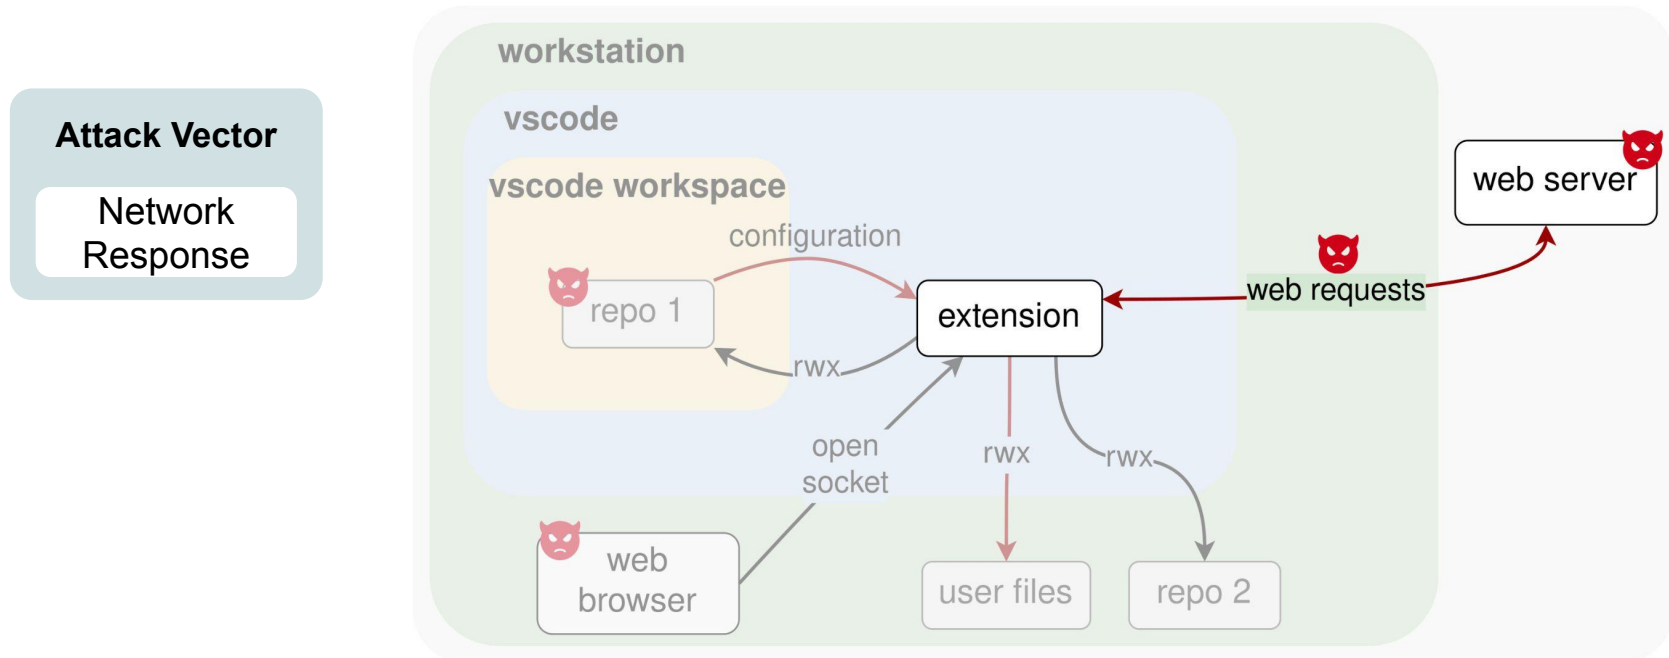 Attack Vector
Network
Response
workstation
vscode
vscode workspace
configuration
repo 1
rwx
extension
web requests
web server
open
socket
rwx
rwx
web
browser
user files
repo 2